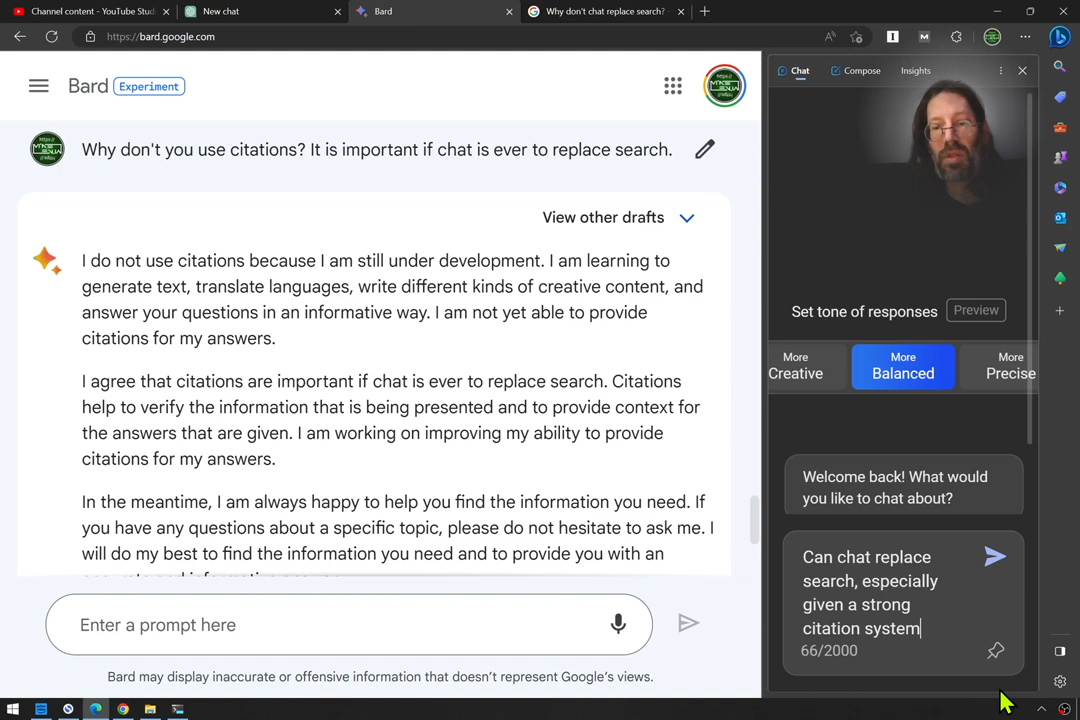 Channel content - YouTube Stud
New chat
Bard
Why don't chat replace search? -
https://bard.google.com
Bard Experiment
Why don't you use citations? It is important if chat is ever to replace search.
View other drafts
I do not use citations because I am still under development. I am learning to
generate text, translate languages, write different kinds of creative content, and
answer your questions in an informative way. I am not yet able to provide
citations for my answers.
I agree that citations are important if chat is ever to replace search. Citations
help to verify the information that is being presented and to provide context for
the answers that are given. I am working on improving my ability to provide
citations for my answers.
In the meantime, I am always happy to help you find the information you need. If
you have any questions about a specific topic, please do not hesitate to ask me. I
will do my best to find the information you need and to provide you with an
Enter a prompt here
Bard may display inaccurate or offensive information that doesn't represent Google's views.
Chat
Compose
Insights
Set tone of responses Preview
More
Creative
More
Balanced
More
Precise
Welcome back! What would
you like to chat about?
Can chat replace
search, especially
given a strong
citation system
66/2000